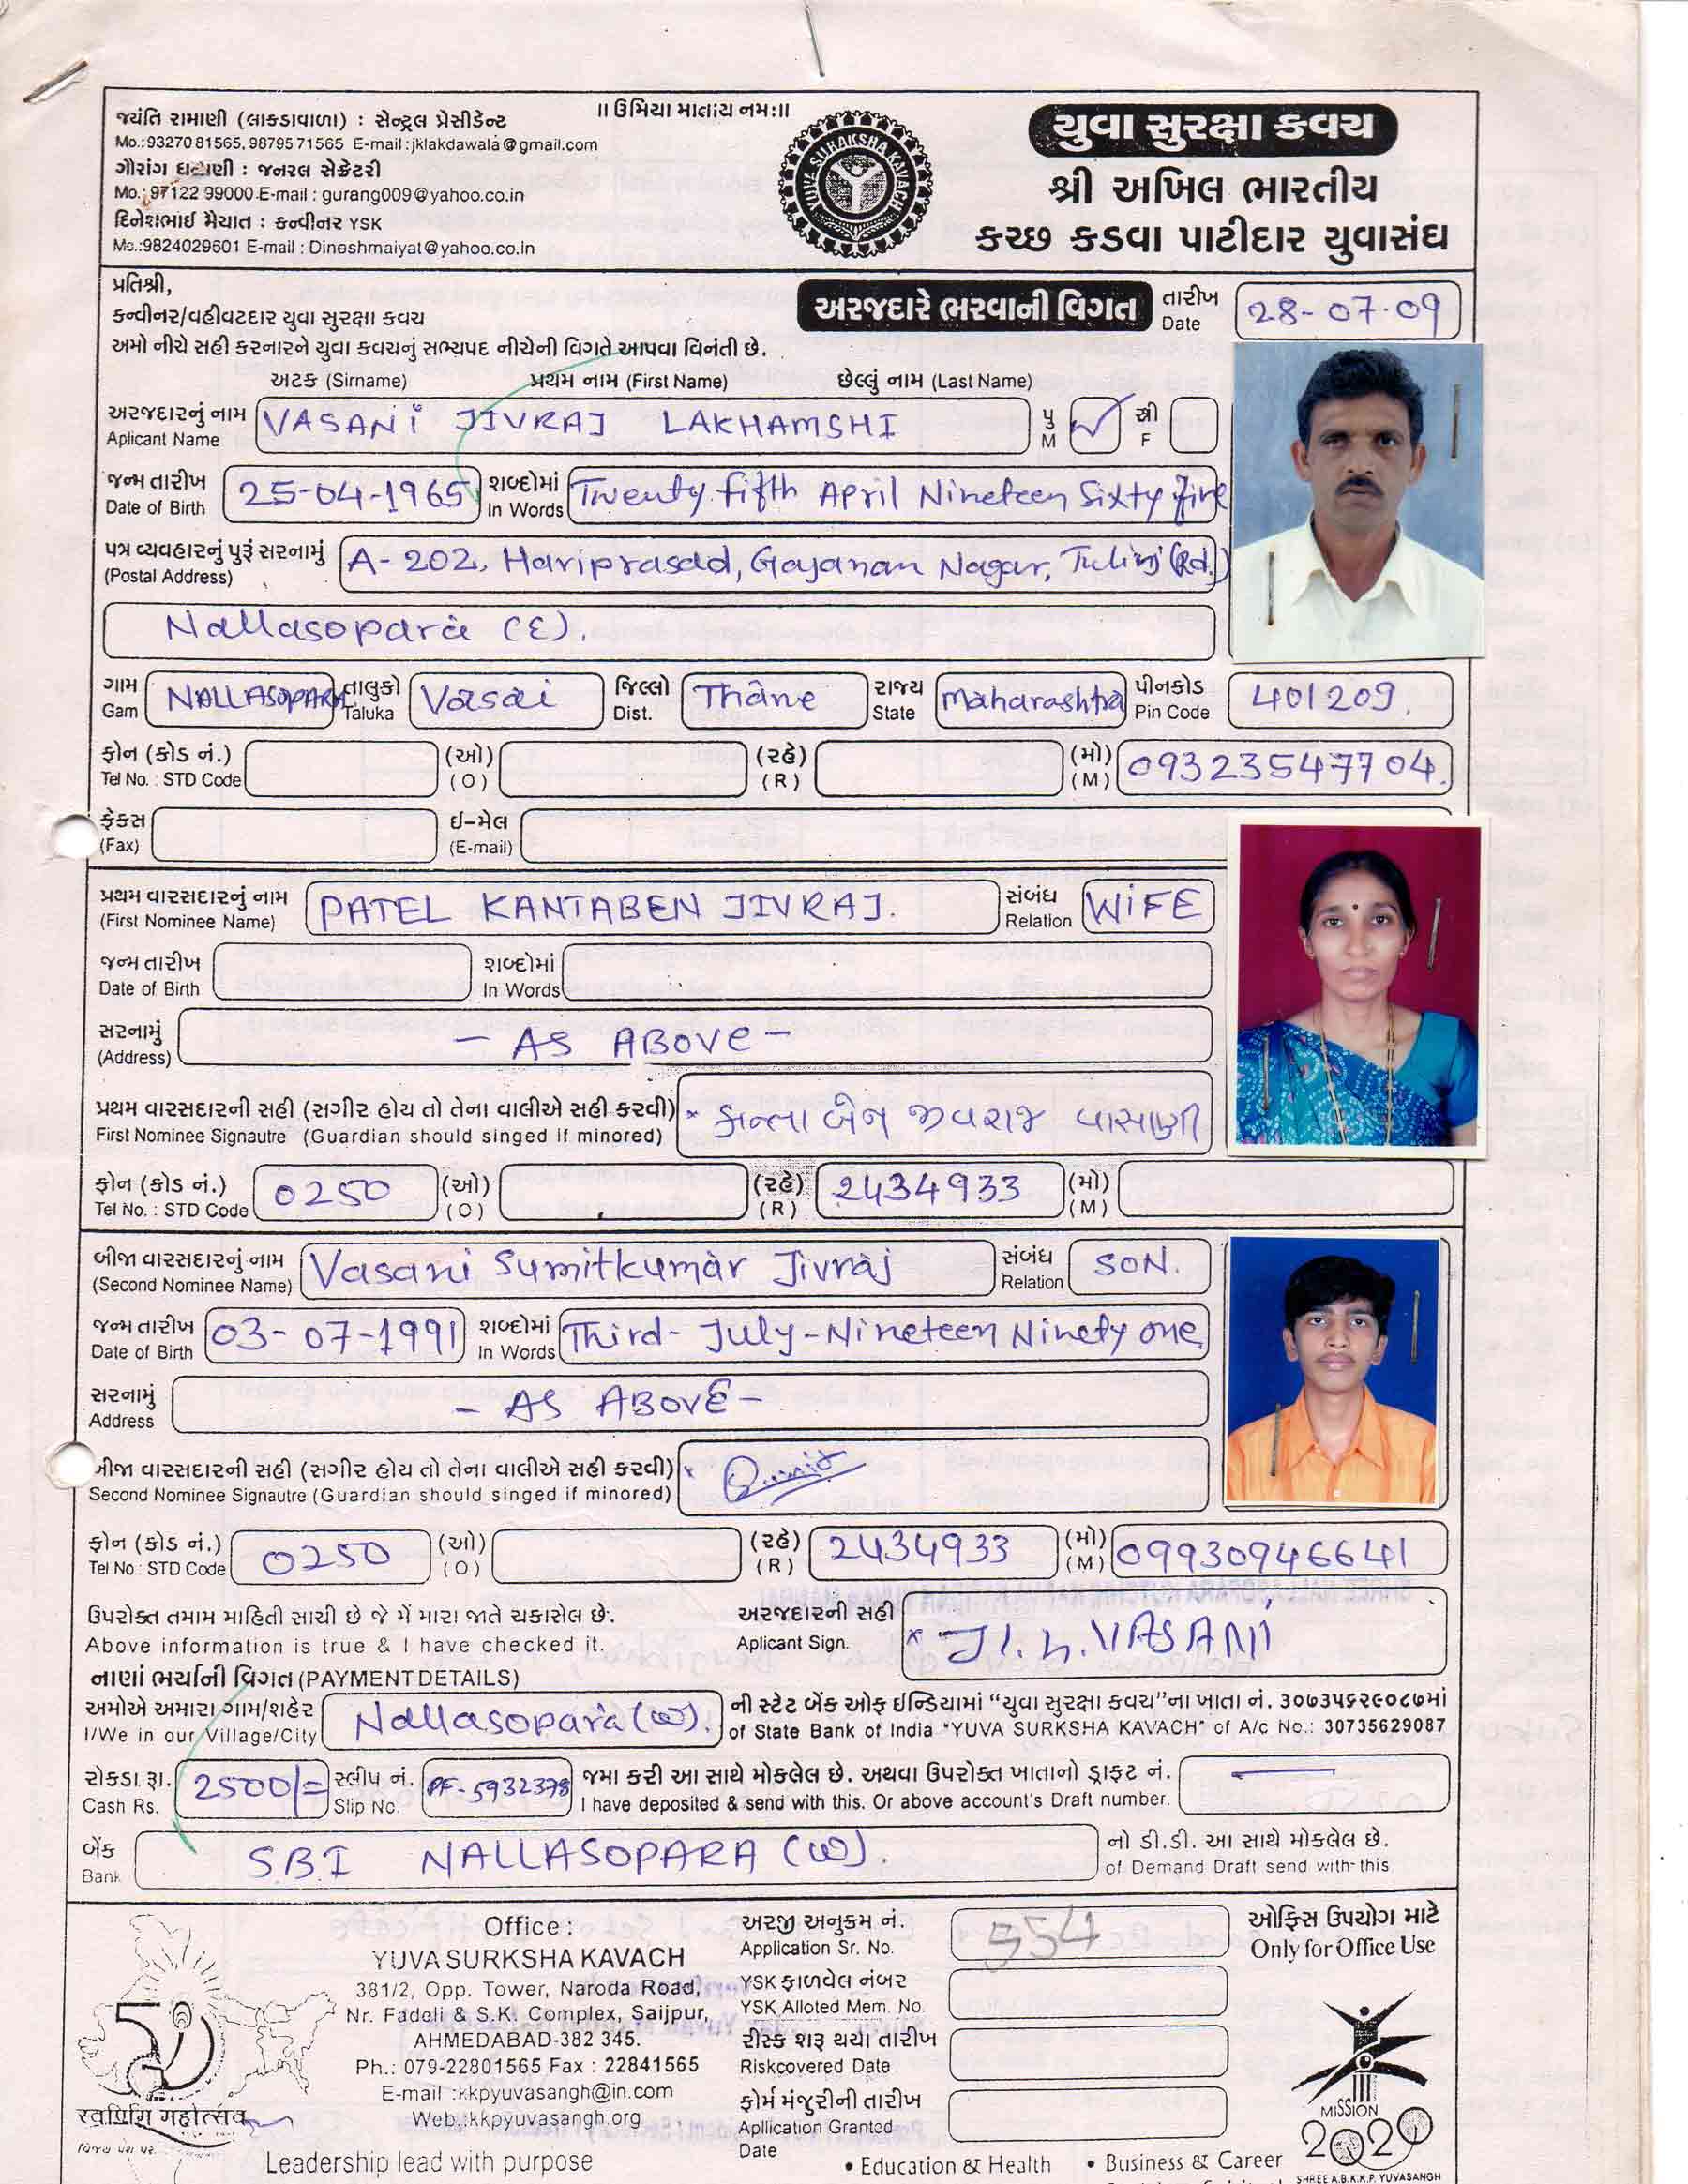 ॥ ઉમિયા માતાય નમઃ॥
જયંતિ રામાણી (લાકડાવાળા) : સેન્ટ્રલ પ્રેસીડેન્ટ
Mo.:93270 81565, 98795 71565 E-mail : jklakdawala@gmail.com
ગૌરાંગ : જનરલ સેક્રેટરી
Mo.: 97122 99000 E-mail : gurang009@yahoo.co.in
દિનેશભાઈ મૈયાત : કન્વીનર YSK
Mo.:9824029601 E-mail : Dineshmaiyat@yahoo.co.In
YUVA SURAKSHA KAVACH
યુવા સુરક્ષા કવચ
શ્રી અખિલ ભારતીય
કચ્છ કડવા પાટીદાર યુવાસંઘ
પ્રતિશ્રી,
કન્વીનર/વહીવટદાર યુવા સુરક્ષા કવચ
અમો નીચે સહી કરનારને યુવા કવચનું સભ્યપદ નીચેની વિગતે આપવા વિનંતી છે.
અરજદારે ભરવાની વિગત તારીખ Date 28-07-09
અટક (Sirname) પ્રથમ નામ (First Name) છેલ્લું નામ (Last Name)
અરજદારનું નામ Aplicant Name VASANI JIVRAJ LAKHAMSHI પુ M સ્ત્રી F
જન્મ તારીખ Date of Birth 25-04-1965 શબ્દોમાં In Words Twenty fifth April Nineteen Sixty five
પત્ર વ્યવહારનું પુરૂં સરનામું (Postal Address) A-202, Hariprasad, Gajanan Nagar, Tulinj (Rd.)
Nallasopara (E).
ગામ Gam NALLASOPARA તાલુકો Taluka Vasai જિલ્લો Dist. Thane રાજ્ય State Maharashtra પીનકોડ Pin Code 401209.
ફોન (કોડ નં.) Tel No. : STD Code (ઓ) (O) (રહે) (R) (મો) (M) 09323547704.
ફેકસ (Fax) ઈ-મેલ (E-mail)
પ્રથમ વારસદારનું નામ (First Nominee Name) PATEL KANTABEN JIVRAJ. સંબંધ Relation WIFE
જન્મ તારીખ Date of Birth શબ્દોમાં In Words
સરનામું (Address) - AS ABOVE -
પ્રથમ વારસદારની સહી (સગીર હોય તો તેના વાલીએ સહી કરવી) × કાન્તા બેન જીવરાજ વાસાણી
First Nominee Signautre (Guardian should singed if minored)
ફોન (કોડ નં.) Tel No. : STD Code 0250 (ઓ) (O) (રહે) (R) 2434933 (મો) (M)
બીજા વારસદારનું નામ (Second Nominee Name) Vasani Sumitkumar Jivraj સંબંધ Relation SON.
જન્મ તારીખ Date of Birth 03-07-1991 શબ્દોમાં In Words Third-July-Nineteen Ninety one
સરનામું Address - AS ABOVE -
બીજા વારસદારની સહી (સગીર હોય તો તેના વાલીએ સહી કરવી) ×
Second Nominee Signautre (Guardian should singed if minored)
ફોન (કોડ નં.) Tel No : STD Code 0250 (ઓ) (O) (રહે) (R) 2434933 (મો) (M) 09930946641
ઉપરોક્ત તમામ માહિતી સાચી છે જે મેં મારા જાતે ચકાસેલ છે.
Above information is true & I have checked it.
અરજદારની સહી Aplicant Sign. × J. L. VASANI
નાણાં ભર્યાની વિગત (PAYMENT DETAILS)
અમોએ અમારા ગામ/શહેર I/We in our Village/City Nallasopara (w).
ની સ્ટેટ બેંક ઓફ ઈન્ડિયામાં “યુવા સુરક્ષા કવચ”ના ખાતા નં. ૩૦૭૩૫૬૨૯૦૮૭માં
of State Bank of India "YUVA SURKSHA KAVACH" of A/c No.: 30735629087
રોકડા રૂા. Cash Rs. 2500/= સ્લીપ નં. Slip No. PF-5932378
જમા કરી આ સાથે મોકલેલ છે. અથવા ઉપરોક્ત ખાતાનો ડ્રાફટ નં.
I have deposited & send with this. Or above account's Draft number.
બેંક Bank S.B.I NALLASOPARA (W).
નો ડી.ડી. આ સાથે મોકલેલ છે.
of Demand Draft send with this
Office :
YUVA SURKSHA KAVACH
381/2, Opp. Tower, Naroda Road,
Nr. Fadeli & S.K. Complex, Saijpur,
AHMEDABAD-382 345.
Ph.: 079-22801565 Fax : 22841565
E-mail :kkpyuvasangh@in.com
Web.:kkpyuvasangh.org
Leadership lead with purpose
અરજી અનુક્રમ નં. Application Sr. No. 554
YSK ફાળવેલ નંબર YSK Alloted Mem. No.
રીસ્ક શરૂ થયા તારીખ Riskcovered Date
ફોર્મ મંજુરીની તારીખ Apllication Granted Date
ઓફિસ ઉપયોગ માટે
Only for Office Use
MISSION
2020
SHREE A.B.K.K.P. YUVASANGH
• Education & Health • Business & Career